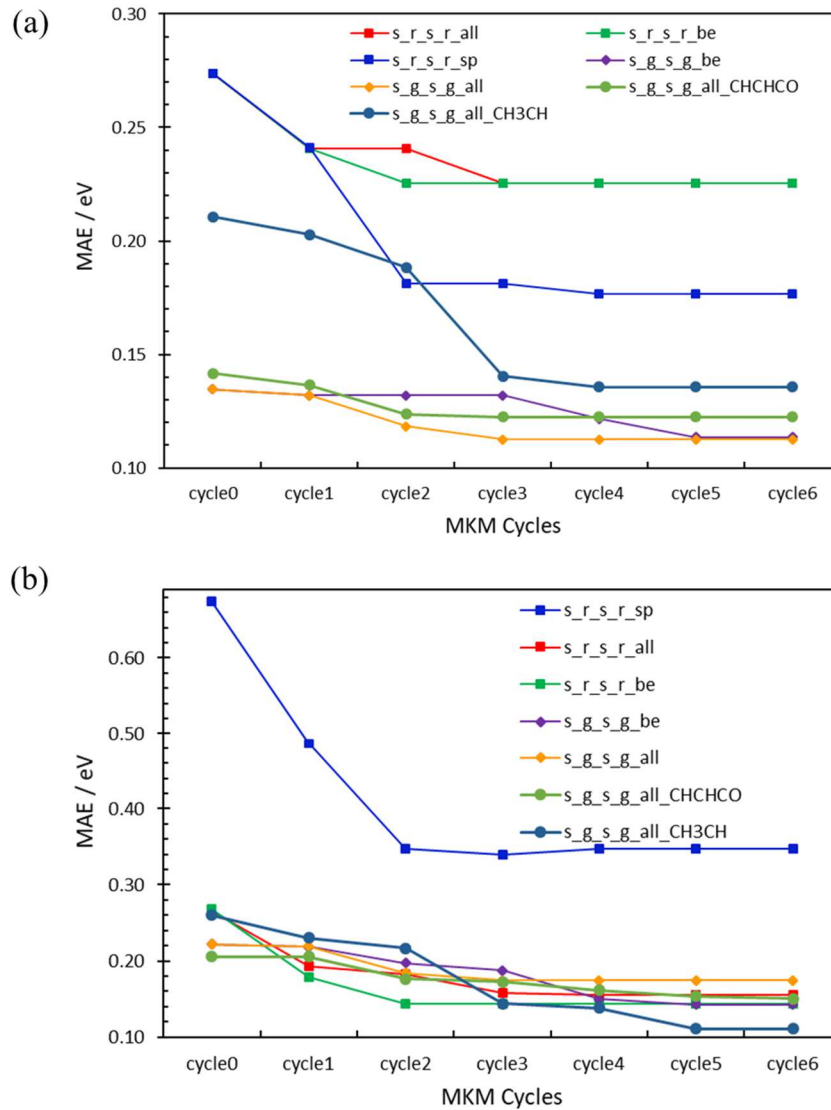 (a)
0.30
s_r_s_r_all s_r_s_r_be
s_r_s_r_sp s_g_s_g_be
s_g_s_g_all s_g_s_g_all_CHCHCO
s_g_s_g_all_CH3CH
0.25
0.20
0.15
0.10
MAE / eV
cycle0 cycle1 cycle2 cycle3 cycle4 cycle5 cycle6
MKM Cycles
(b)
s_r_s_r_sp
0.60
s_r_s_r_all
s_r_s_r_be
0.50
s_g_s_g_be
s_g_s_g_all
0.40
s_g_s_g_all_CHCHCO
s_g_s_g_all_CH3CH
0.30
0.20
0.10
MAE / eV
cycle0 cycle1 cycle2 cycle3 cycle4 cycle5 cycle6
MKM Cycles